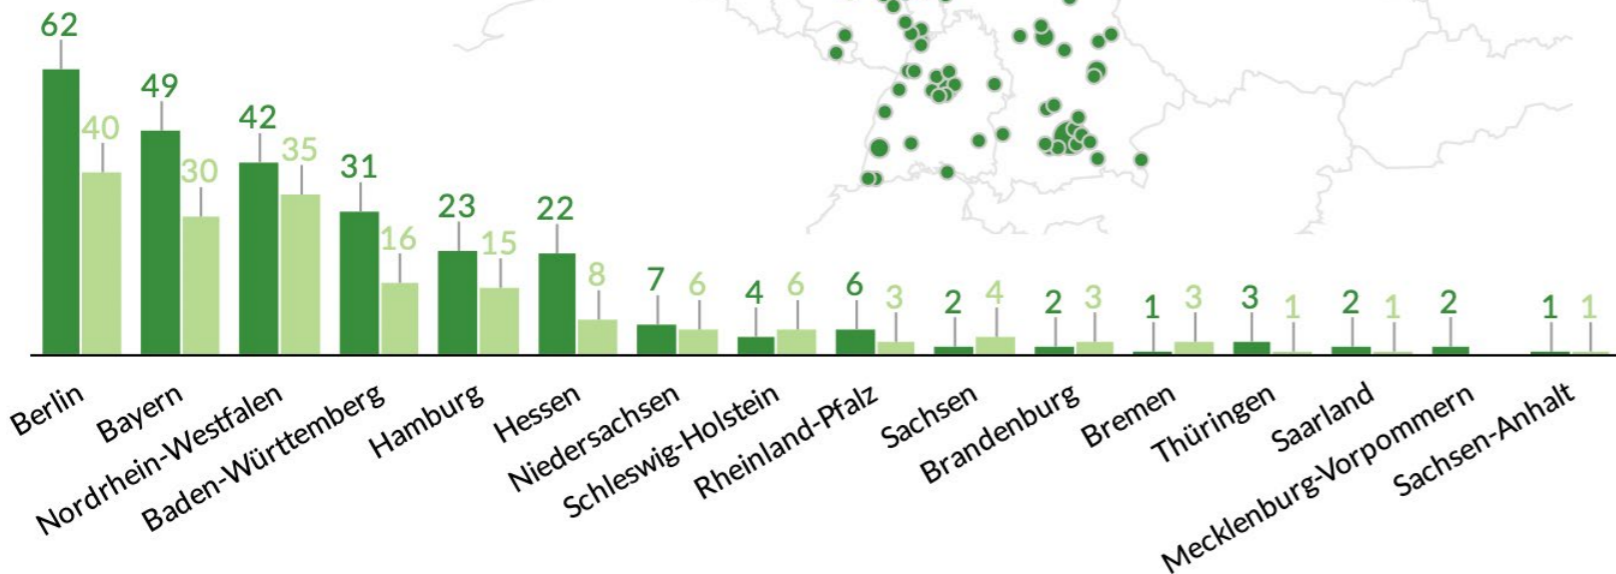 62
40
49
30
42
35
31
16
23
15
22
8
7
6
4
6
6
3
2
4
2
3
1
3
3
1
2
1
2
1
1
Berlin
Bayern
Nordrhein-Westfalen
Baden-Württemberg
Hamburg
Hessen
Niedersachsen
Schleswig-Holstein
Rheinland-Pfalz
Sachsen
Brandenburg
Bremen
Thüringen
Saarland
Mecklenburg-Vorpommern
Sachsen-Anhalt